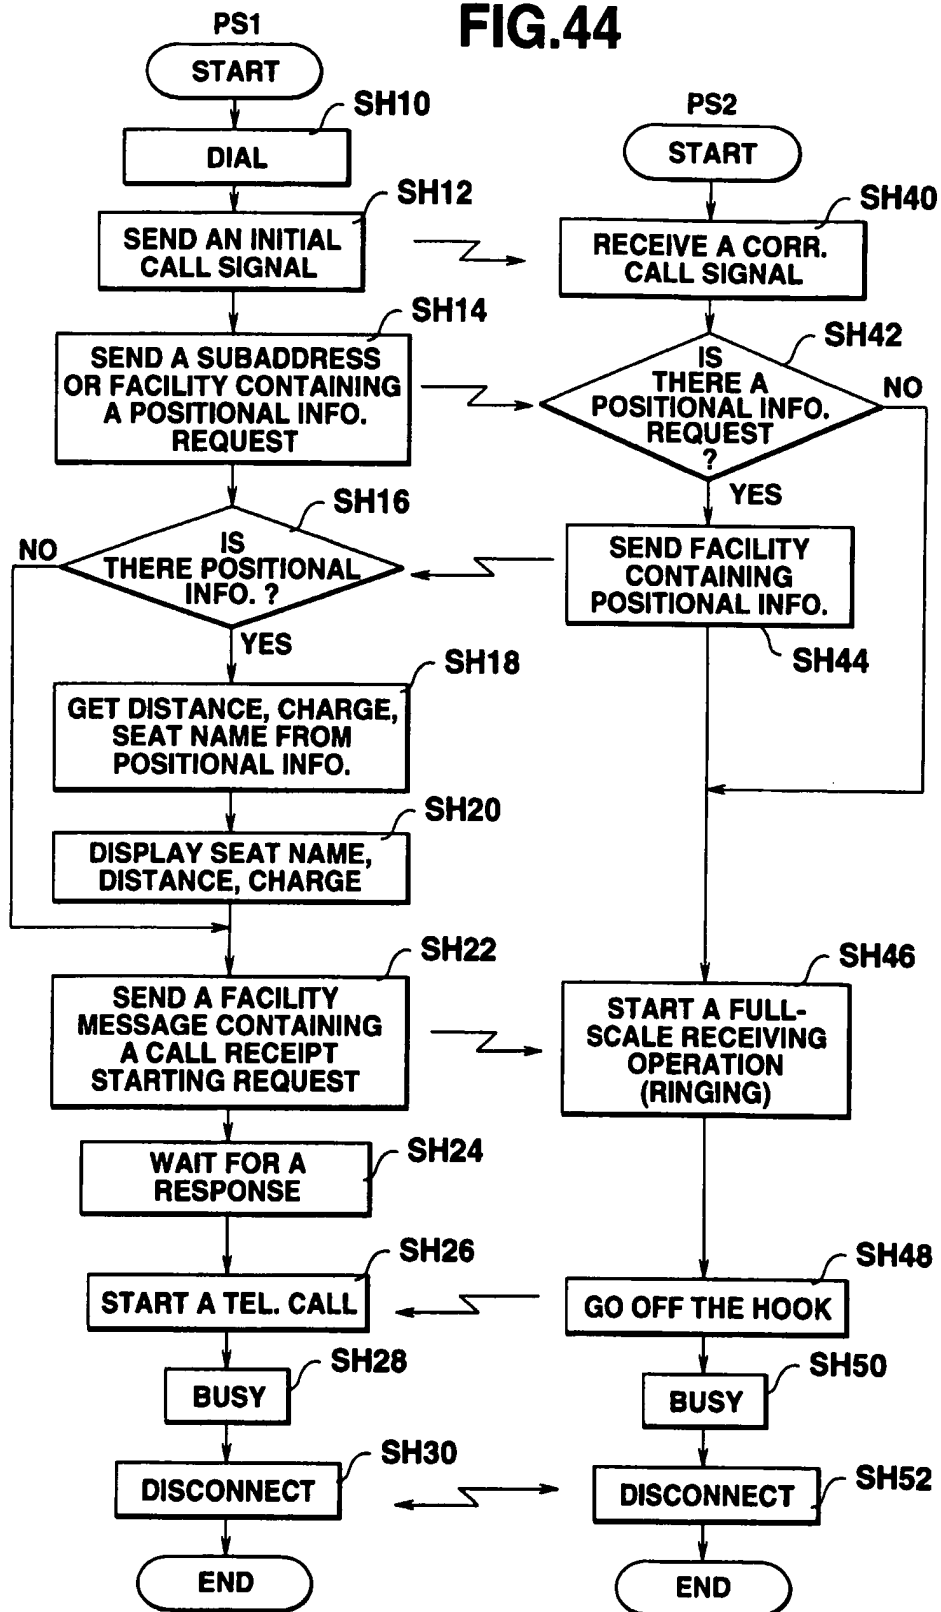 FIG.44
PS1
START
SH10
DIAL
SH12
SEND AN INITIAL
CALL SIGNAL
SH14
SEND A SUBADDRESS
OR FACILITY CONTAINING
A POSITIONAL INFO.
REQUEST
SH16
NO
IS
THERE POSITIONAL
INFO. ?
YES
SH18
GET DISTANCE, CHARGE,
SEAT NAME FROM
POSITIONAL INFO.
SH20
DISPLAY SEAT NAME,
DISTANCE, CHARGE
SH22
SEND A FACILITY
MESSAGE CONTAINING
A CALL RECEIPT
STARTING REQUEST
SH24
WAIT FOR A
RESPONSE
SH26
START A TEL. CALL
SH28
BUSY
SH30
DISCONNECT
END
PS2
START
SH40
RECEIVE A CORR.
CALL SIGNAL
SH42
IS
THERE A
POSITIONAL INFO.
REQUEST
?
NO
YES
SEND FACILITY
CONTAINING
POSITIONAL INFO.
SH44
SH46
START A FULL-
SCALE RECEIVING
OPERATION
(RINGING)
SH48
GO OFF THE HOOK
SH50
BUSY
SH52
DISCONNECT
END